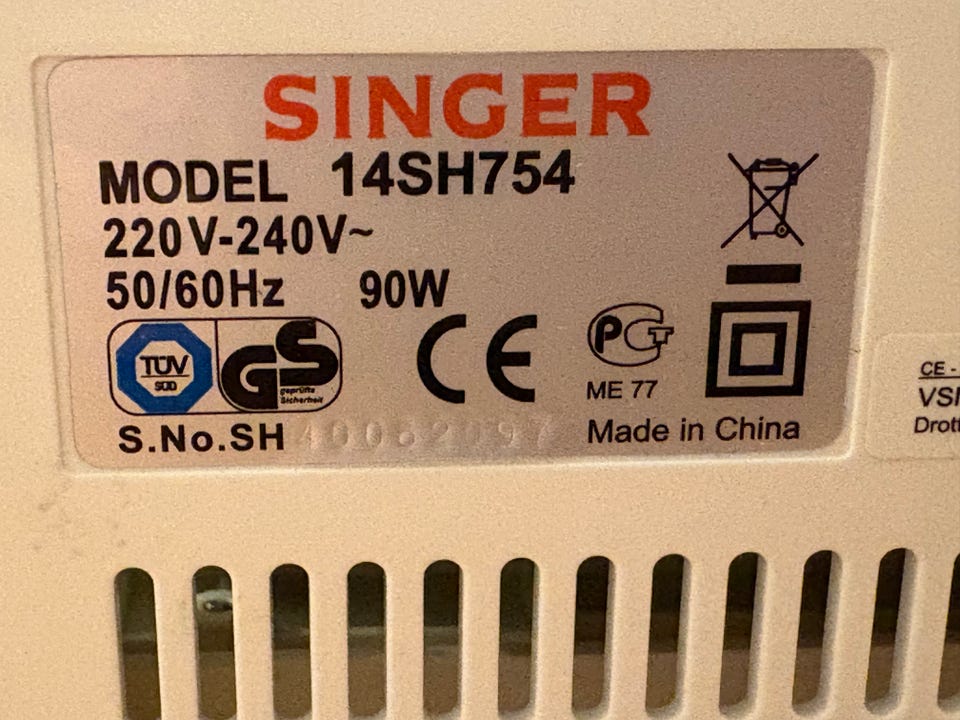 SINGER
MODEL 14SH754
220V-240V~
50/60Hz 90W
TÜV
SÜD
GS
geprüfte
Sicherheit
CE
PCT
ME 77
S.No.SH
Made in China
CE -
VSM
Drott